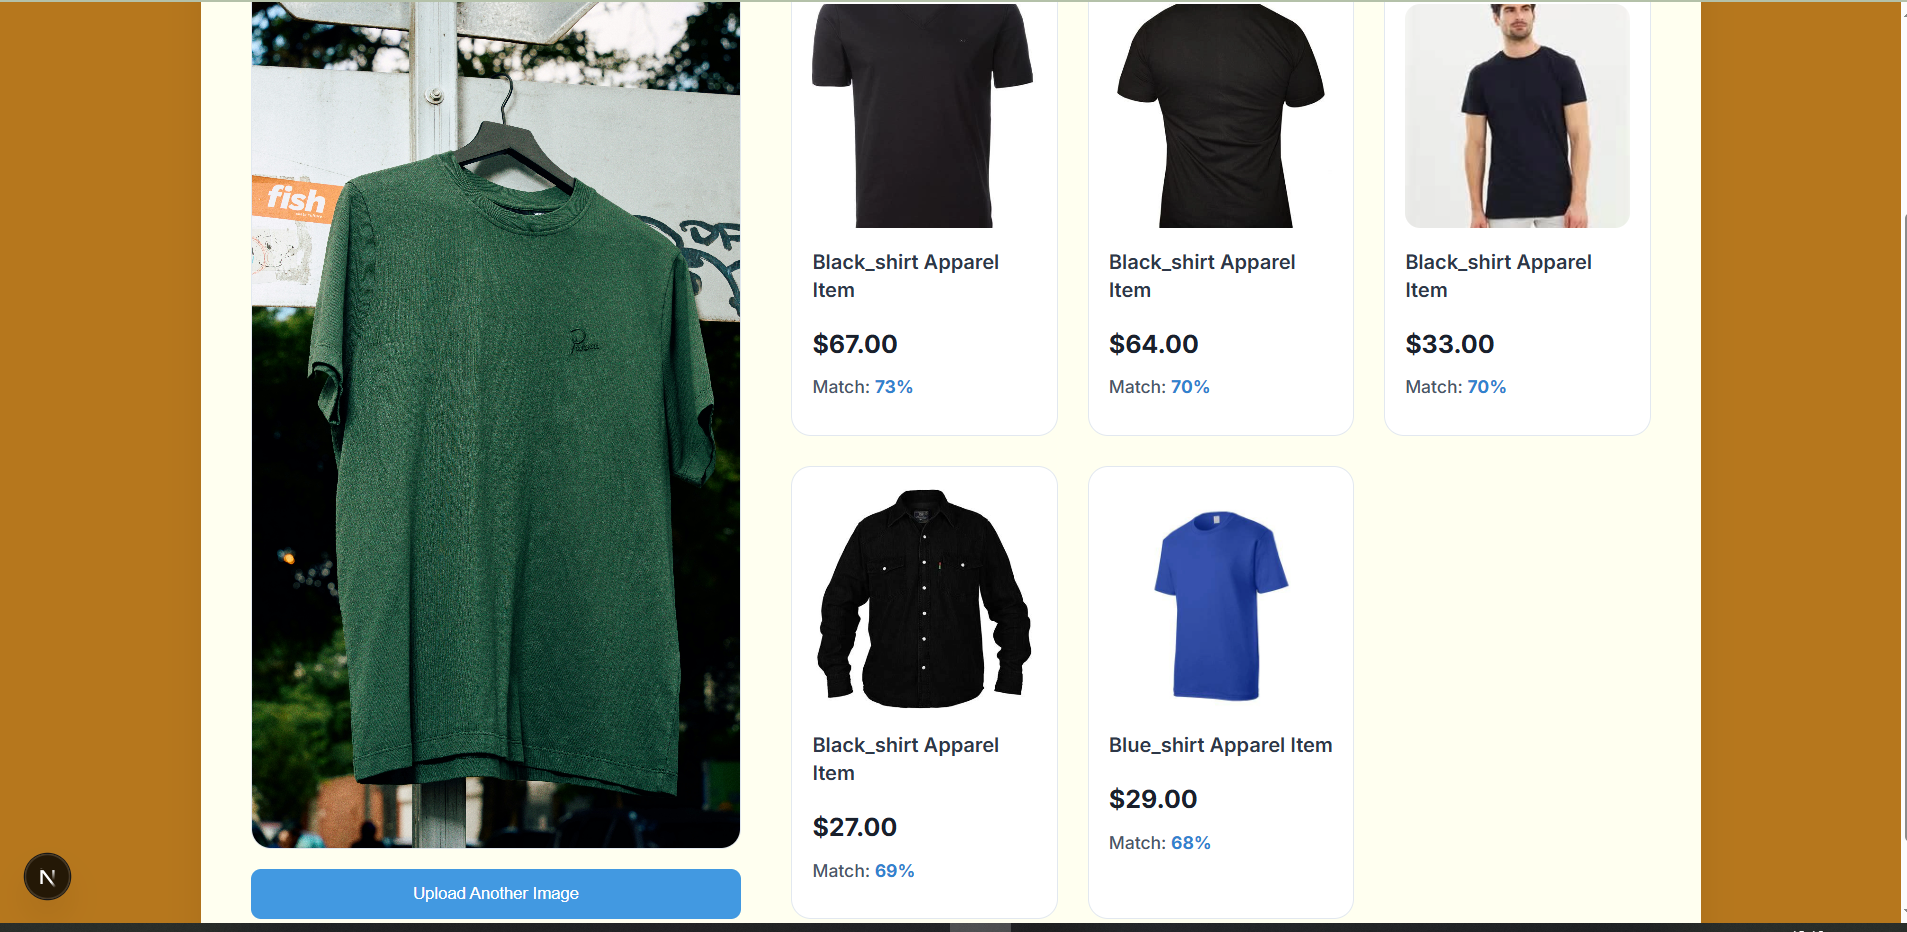 fish
Black_shirt Apparel
Item
$67.00
Match: 73%
Black_shirt Apparel
Item
$64.00
Match: 70%
Black_shirt Apparel
Item
$33.00
Match: 70%
Black_shirt Apparel
Item
$27.00
Match: 69%
Blue_shirt Apparel Item
$29.00
Match: 68%
Upload Another Image
N